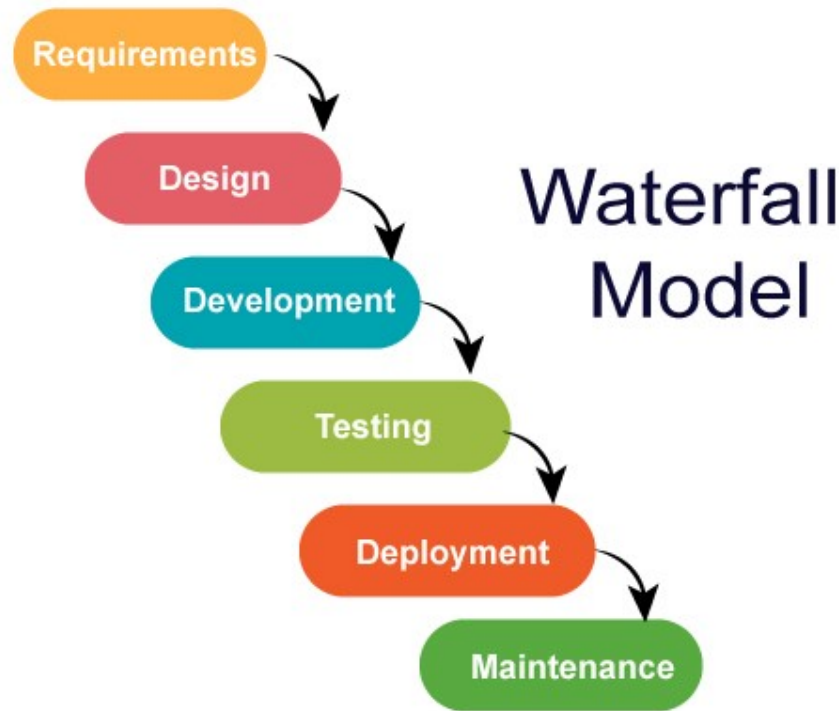 Requirements
Design
Waterfall
Model
Development
Testing
Deployment
Maintenance